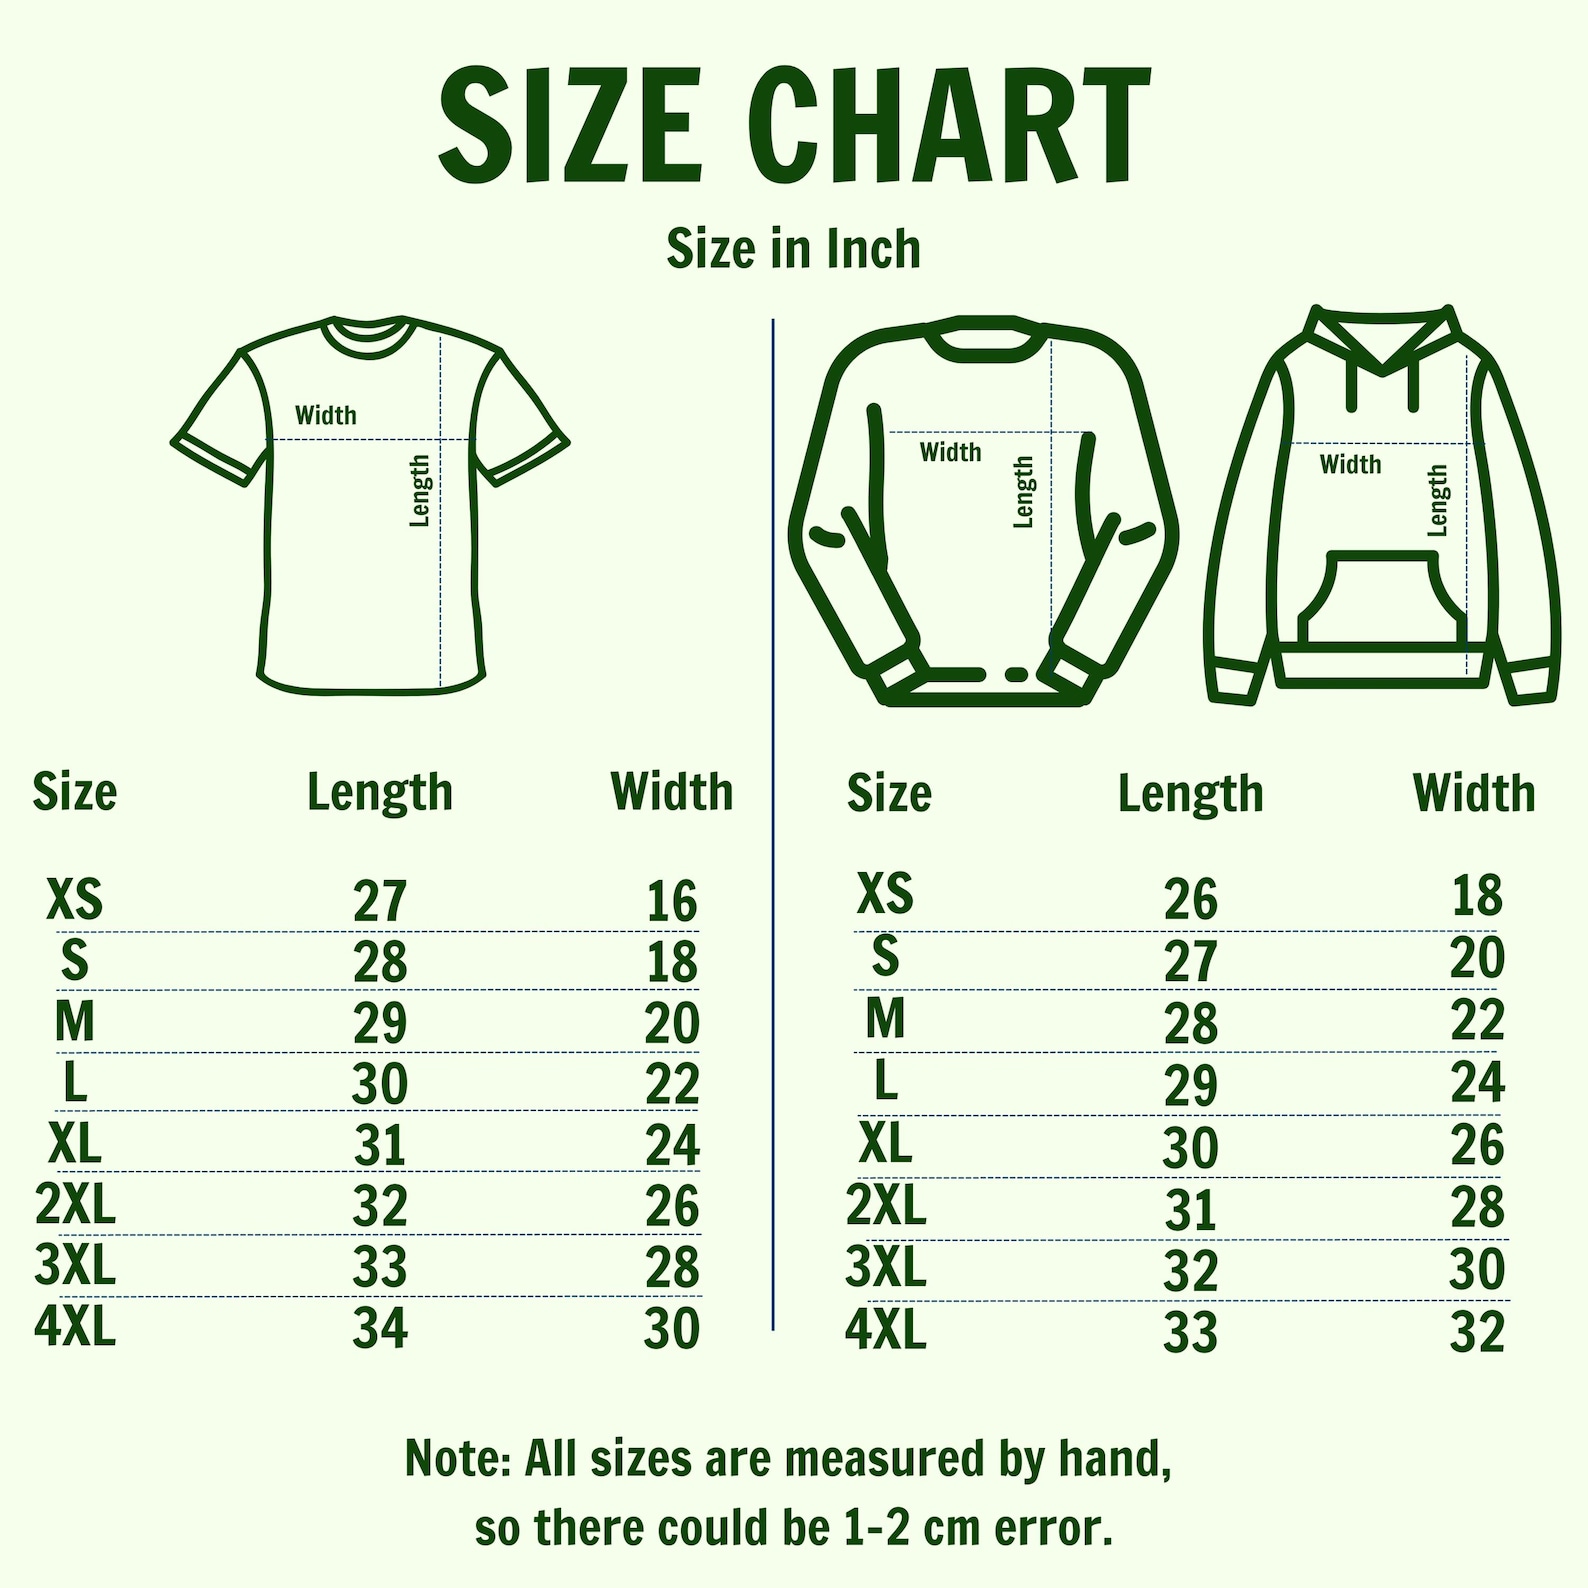 SIZE CHART
Size in Inch
Width
Length
Width
Length
Width
Length
Size Length Width
XS 27 16
S 28 18
M 29 20
L 30 22
XL 31 24
2XL 32 26
3XL 33 28
4XL 34 30
Size Length Width
XS 26 18
S 27 20
M 28 22
L 29 24
XL 30 26
2XL 31 28
3XL 32 30
4XL 33 32
Note: All sizes are measured by hand,
so there could be 1-2 cm error.